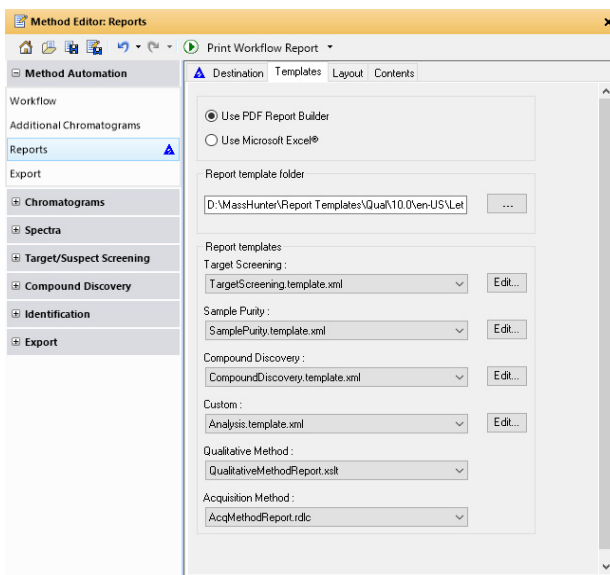 Method Editor: Reports
Print Workflow Report
Method Automation
Workflow
Additional Chromatograms
Reports
Export
Chromatograms
Spectra
Target/Suspect Screening
Compound Discovery
Identification
Export
Destination Templates Layout Contents
Use PDF Report Builder
Use Microsoft Excel®
Report template folder
D:\MassHunter\Report Templates\Qual\10.0\en-US\Let ...
Report templates
Target Screening :
TargetScreening.template.xml Edit...
Sample Purity :
SamplePurity.template.xml Edit...
Compound Discovery :
CompoundDiscovery.template.xml Edit...
Custom :
Analysis.template.xml Edit...
Qualitative Method :
QualitativeMethodReport.xslt
Acquisition Method :
AcqMethodReport.rdlc